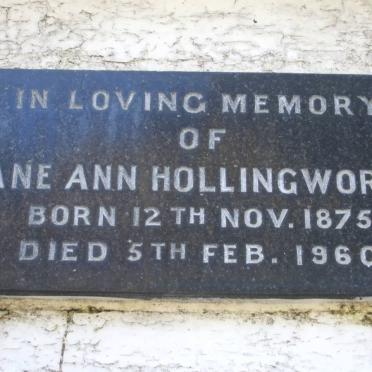 IN LOVING MEMORY
OF
ANE ANN HOLLINGWOR
BORN 12TH NOV. 1875
DIED 5TH FEB. 1960